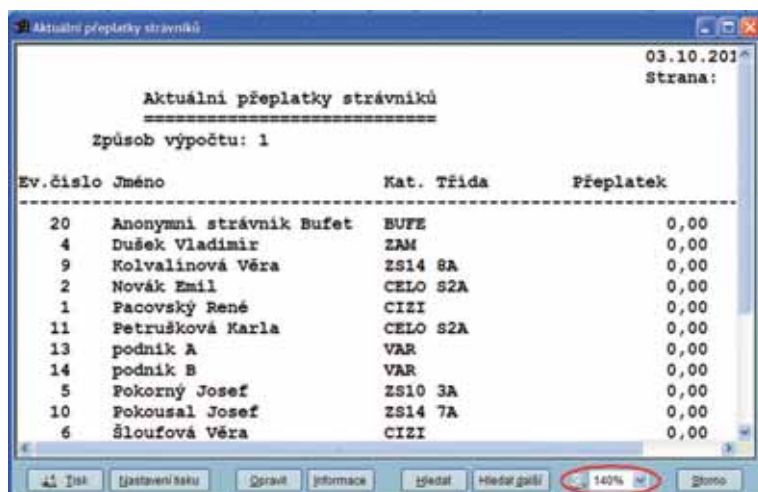 Aktuální přeplatky strávníků
03.10.201
Strana:
Aktuální přeplatky strávníků
============================
Způsob výpočtu: 1
Ev.číslo Jméno Kat. Třída Přeplatek
20 Anonymní strávník Bufet BUFE 0,00
4 Dušek Vladimír ZAM 0,00
9 Kolvalínová Věra ZS14 8A 0,00
2 Novák Emil CELO S2A 0,00
1 Pacovský René CIZI 0,00
11 Petrušková Karla CELO S2A 0,00
13 podnik A VAR 0,00
14 podnik B VAR 0,00
5 Pokorný Josef ZS10 3A 0,00
10 Pokousal Josef ZS14 7A 0,00
6 Šloufová Věra CIZI 0,00
Tisk Nastavení tisku Opravit Informace Hledat Hledat další 140% Storno